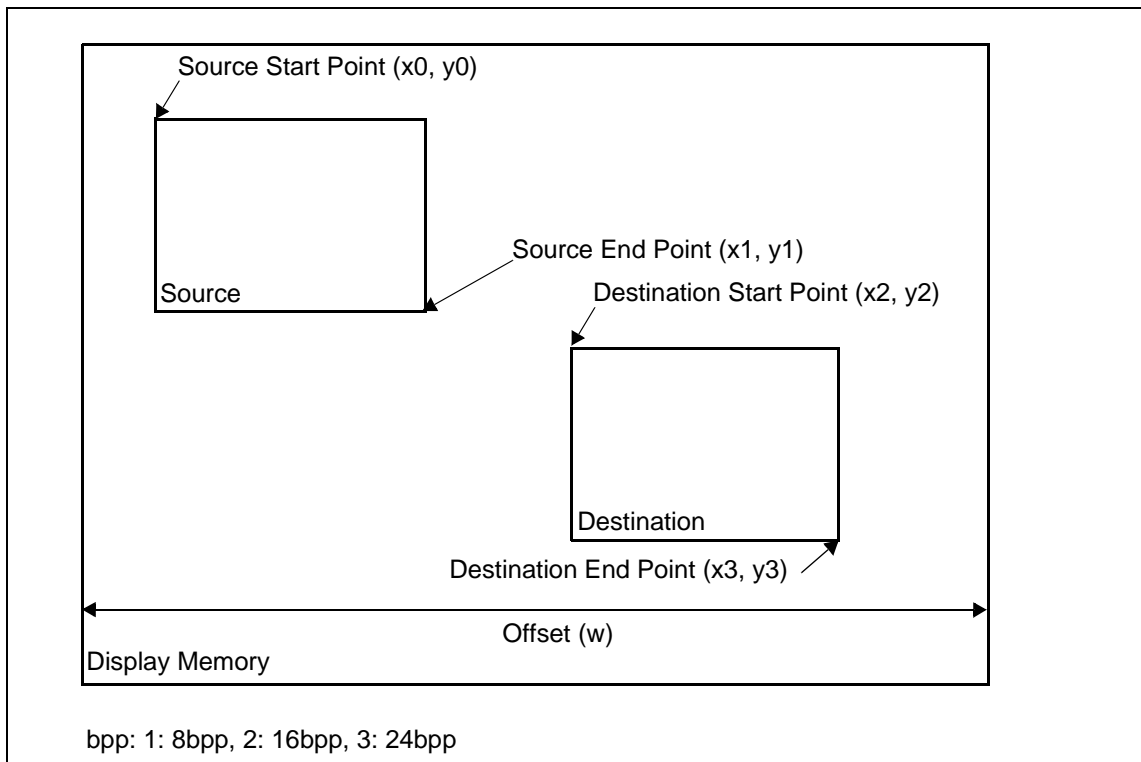 Source Start Point (x0, y0)
Source End Point (x1, y1)
Source
Destination Start Point (x2, y2)
Destination
Destination End Point (x3, y3)
Offset (w)
Display Memory
bpp: 1: 8bpp, 2: 16bpp, 3: 24bpp